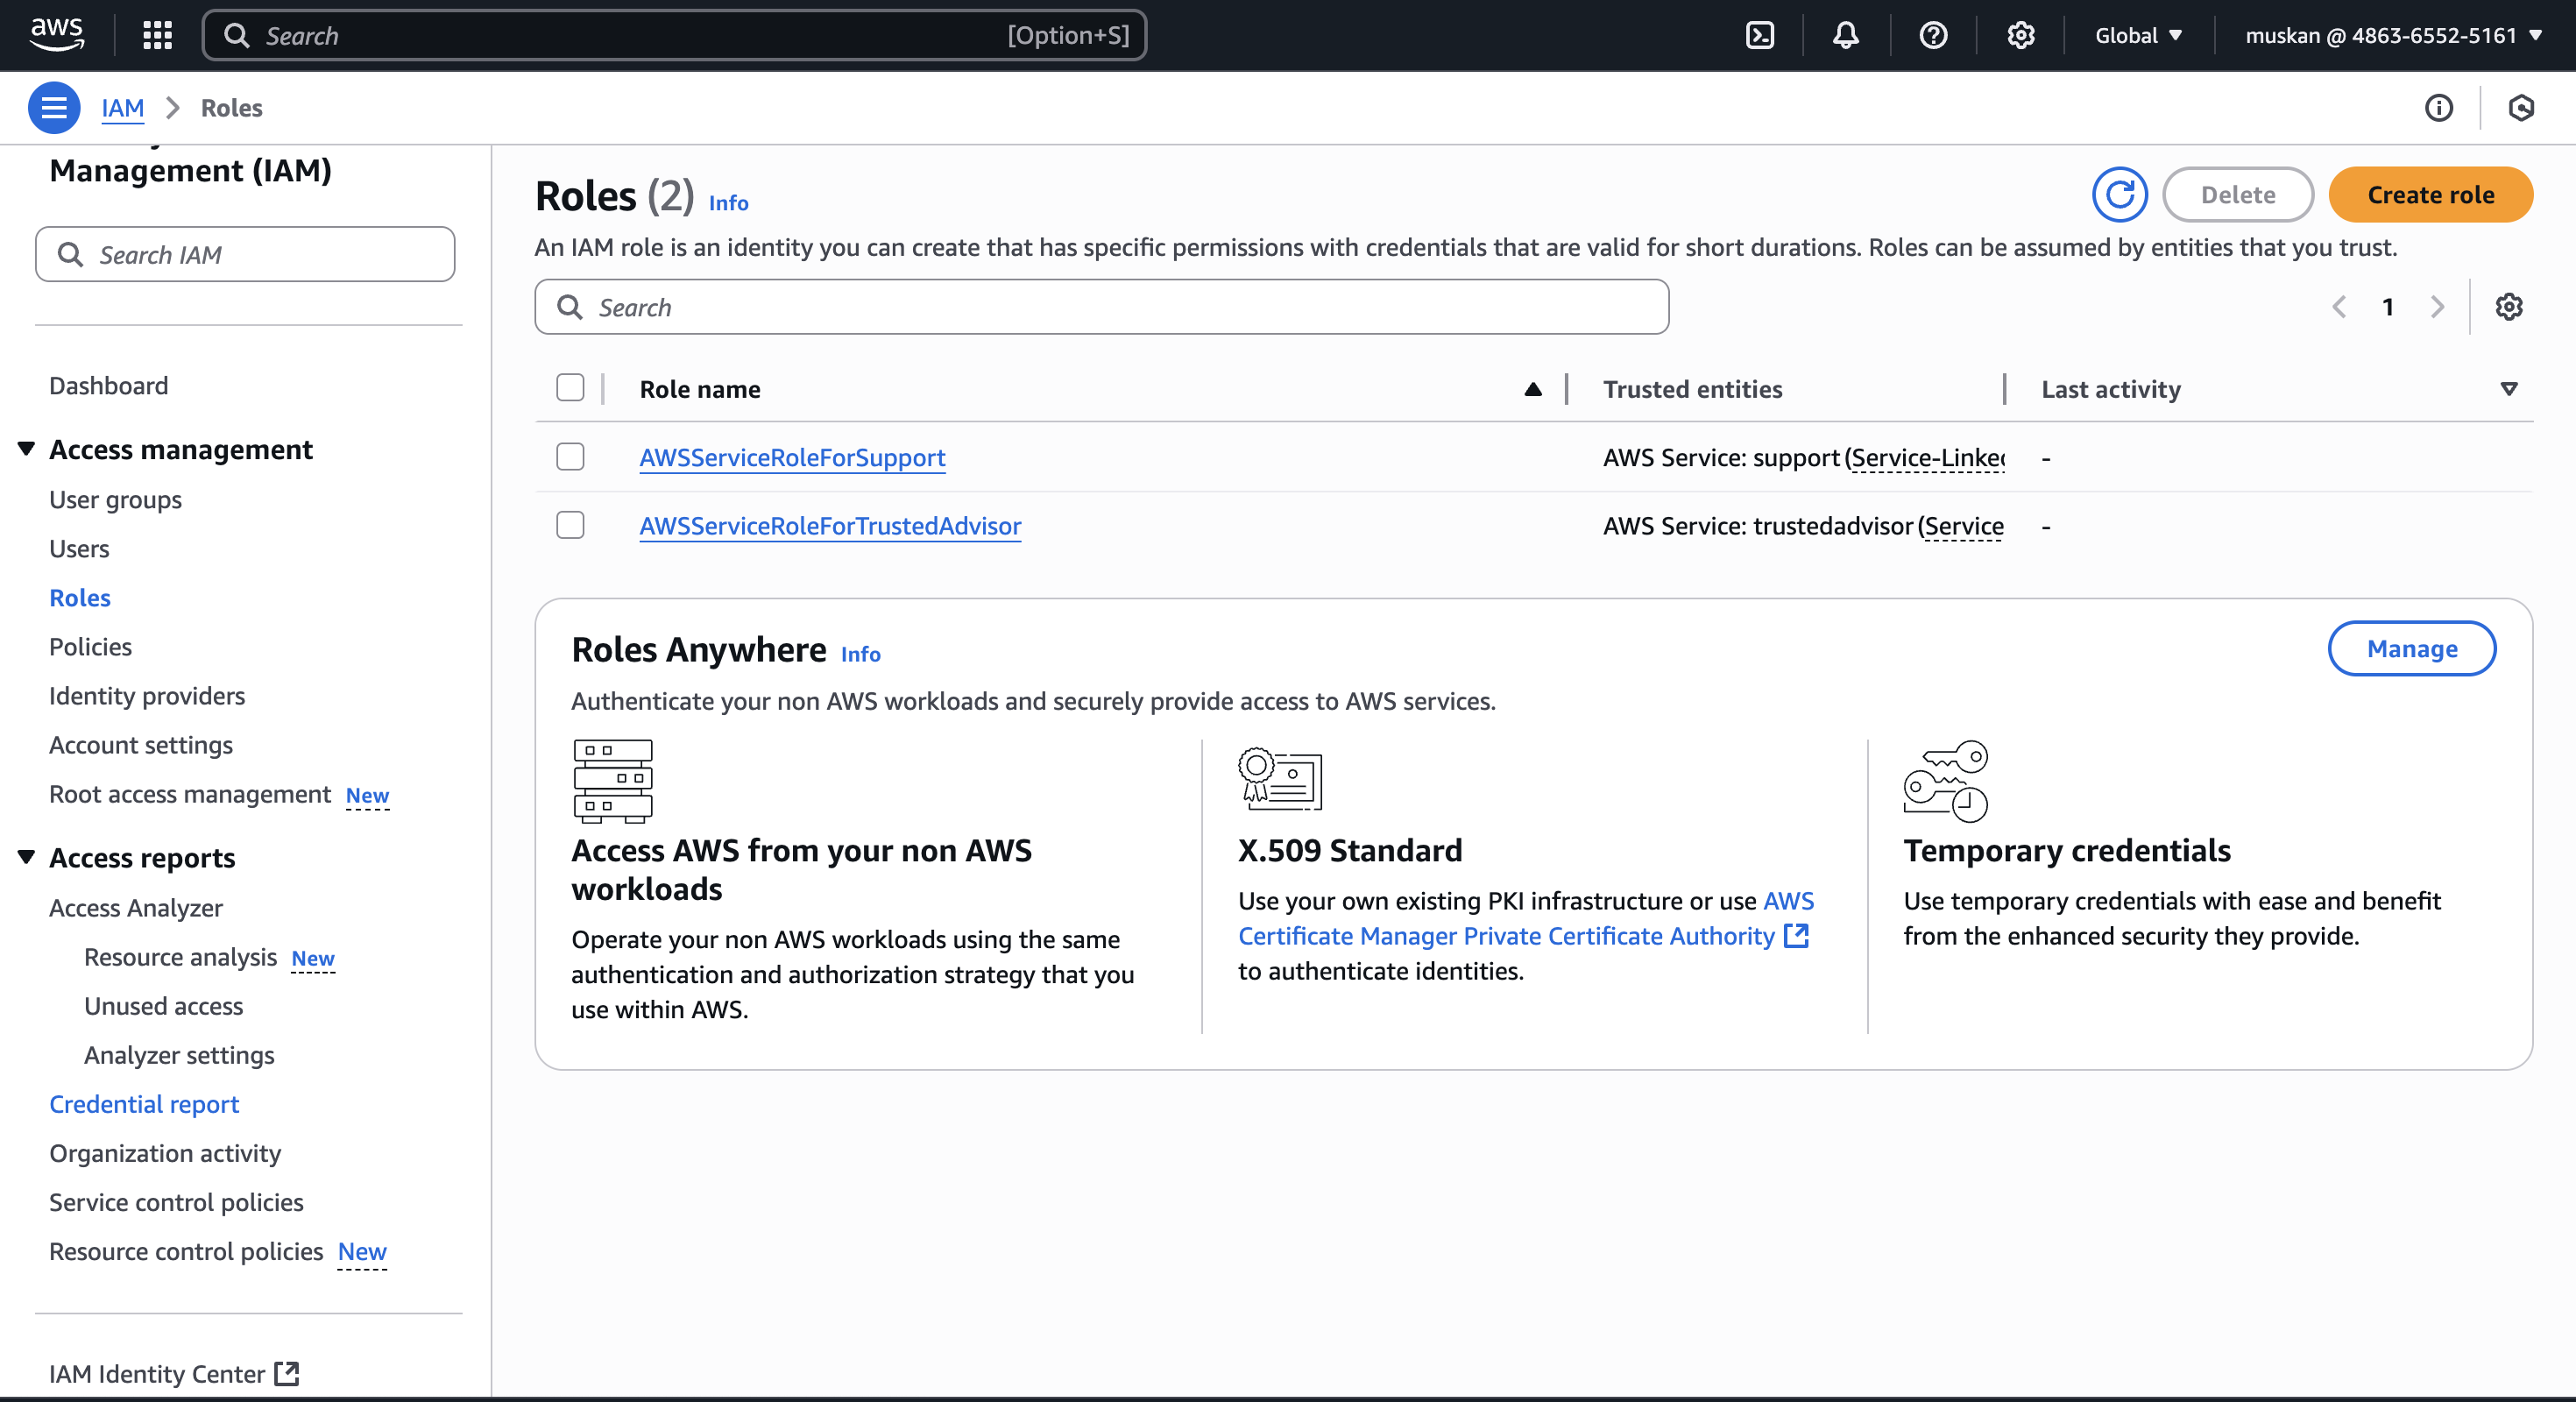 aws
Search
[Option+S]
Global
muskan @ 4863-6552-5161
IAM
Roles
Management (IAM)
Search IAM
Dashboard
Access management
User groups
Users
Roles
Policies
Identity providers
Account settings
Root access management New
Access reports
Access Analyzer
Resource analysis New
Unused access
Analyzer settings
Credential report
Organization activity
Service control policies
Resource control policies New
IAM Identity Center
Roles (2) Info
Delete
Create role
An IAM role is an identity you can create that has specific permissions with credentials that are valid for short durations. Roles can be assumed by entities that you trust.
Search
1
Role name
Trusted entities
Last activity
AWSServiceRoleForSupport
AWS Service: support (Service-Linked
-
AWSServiceRoleForTrustedAdvisor
AWS Service: trustedadvisor (Service
-
Roles Anywhere Info
Manage
Authenticate your non AWS workloads and securely provide access to AWS services.
Access AWS from your non AWS
workloads
Operate your non AWS workloads using the same
authentication and authorization strategy that you
use within AWS.
X.509 Standard
Use your own existing PKI infrastructure or use AWS
Certificate Manager Private Certificate Authority
to authenticate identities.
Temporary credentials
Use temporary credentials with ease and benefit
from the enhanced security they provide.